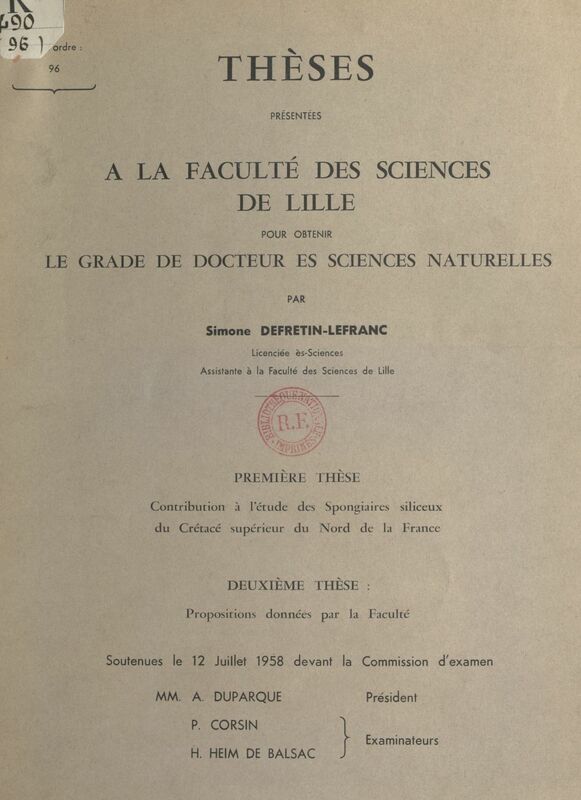 R
490
(96)
ordre :
96
THÈSES
PRÉSENTÉES
A LA FACULTÉ DES SCIENCES
DE LILLE
POUR OBTENIR
LE GRADE DE DOCTEUR ES SCIENCES NATURELLES
PAR
Simone DEFRETIN-LEFRANC
Licenciée ès-Sciences
Assistante à la Faculté des Sciences de Lille
BIBLIOTHÈQUE NATIONALE
R.F.
IMPRIMÉS
PREMIÈRE THÈSE
Contribution à l'étude des Spongiaires siliceux
du Crétacé supérieur du Nord de la France
DEUXIÈME THÈSE :
Propositions données par la Faculté
Soutenues le 12 Juillet 1958 devant la Commission d'examen
MM. A. DUPARQUE Président
P. CORSIN
Examinateurs
H. HEIM DE BALSAC